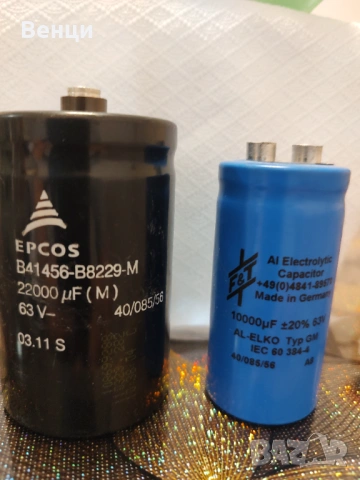 Венци
EPCOS
B41456-B8229-M
22000 µF (M)
63 V– 40/085/56
03.11 S
F&T
Al Electrolytic
Capacitor
Made in Germany
10000µF ±20% 63V
AL-ELKO Typ GM
IEC 60 384-4
40/085/56 A8